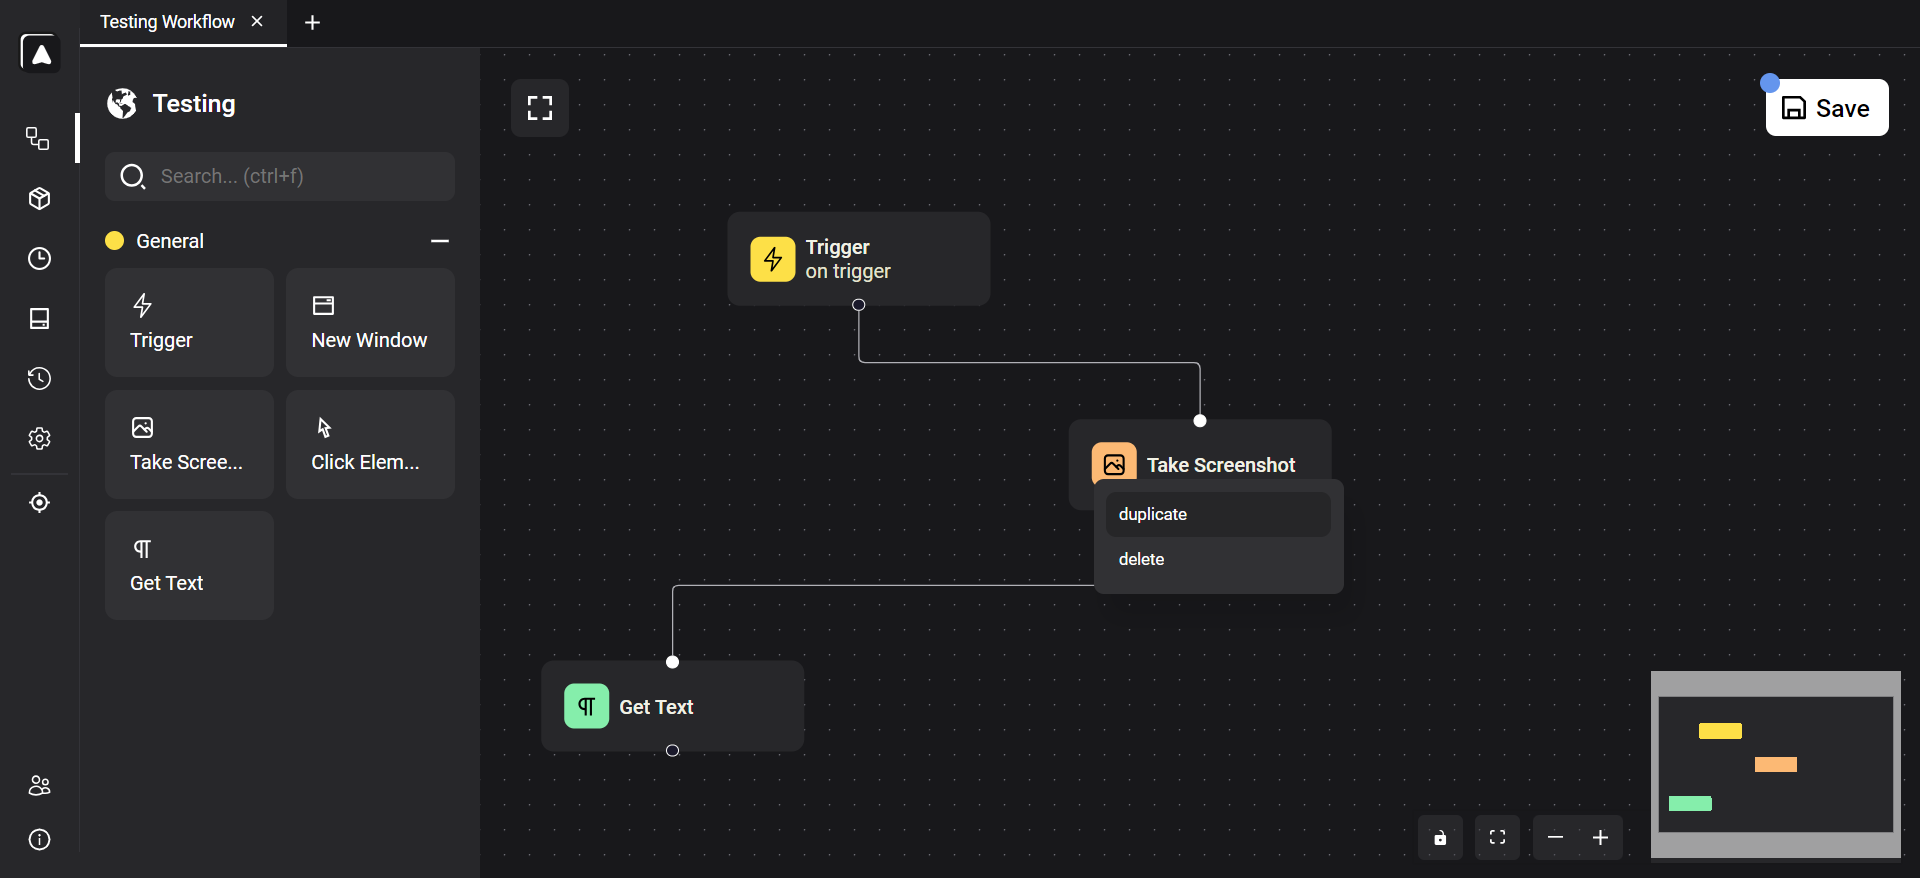 Testing Workflow
Testing
Search... (ctrl+f)
General
Trigger
New Window
Take Scree...
Click Elem...
Get Text
Save
Trigger
on trigger
Take Screenshot
duplicate
delete
Get Text